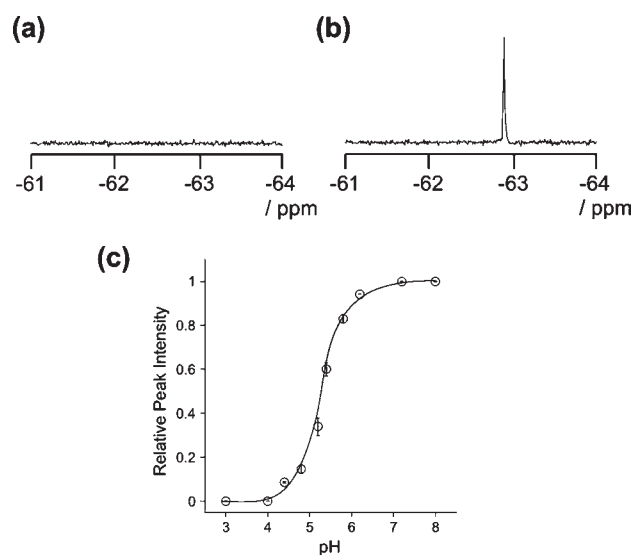 (a) (b)
-61 -62 -63 -64 -61 -62 -63 -64
/ ppm / ppm
(c)
Relative Peak Intensity
1
0.8
0.6
0.4
0.2
0
3 4 5 6 7 8
pH